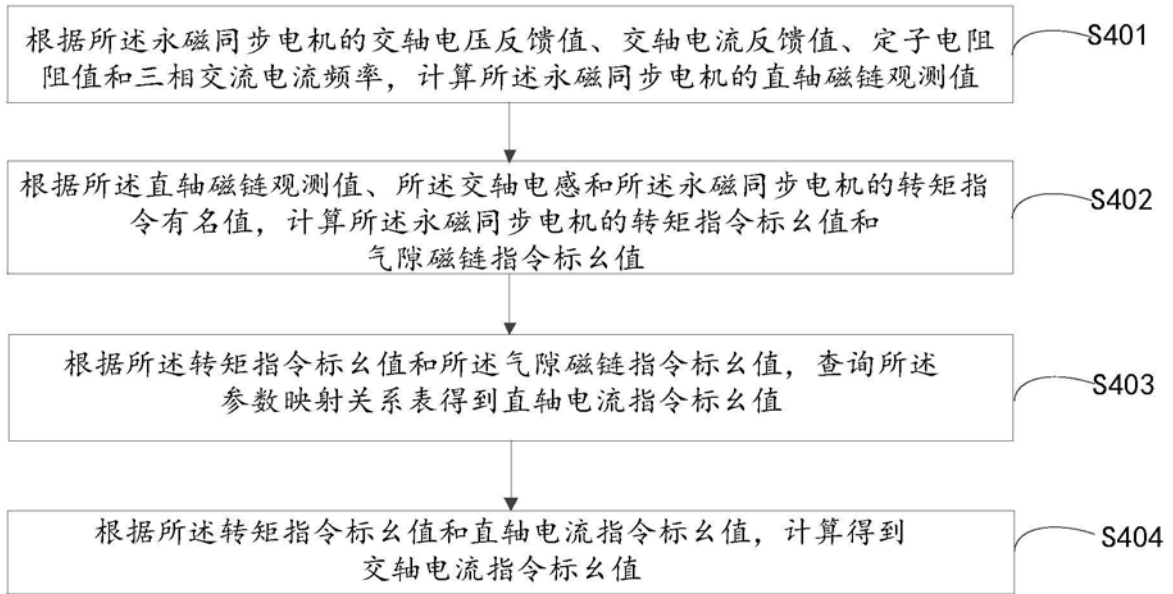 根据所述永磁同步电机的交轴电压反馈值、交轴电流反馈值、定子电阻
阻值和三相交流电流频率，计算所述永磁同步电机的直轴磁链观测值
S401
根据所述直轴磁链观测值、所述交轴电感和所述永磁同步电机的转矩指
令有名值，计算所述永磁同步电机的转矩指令标幺值和
气隙磁链指令标幺值
S402
根据所述转矩指令标幺值和所述气隙磁链指令标幺值，查询所述
参数映射关系表得到直轴电流指令标幺值
S403
根据所述转矩指令标幺值和直轴电流指令标幺值，计算得到
交轴电流指令标幺值
S404